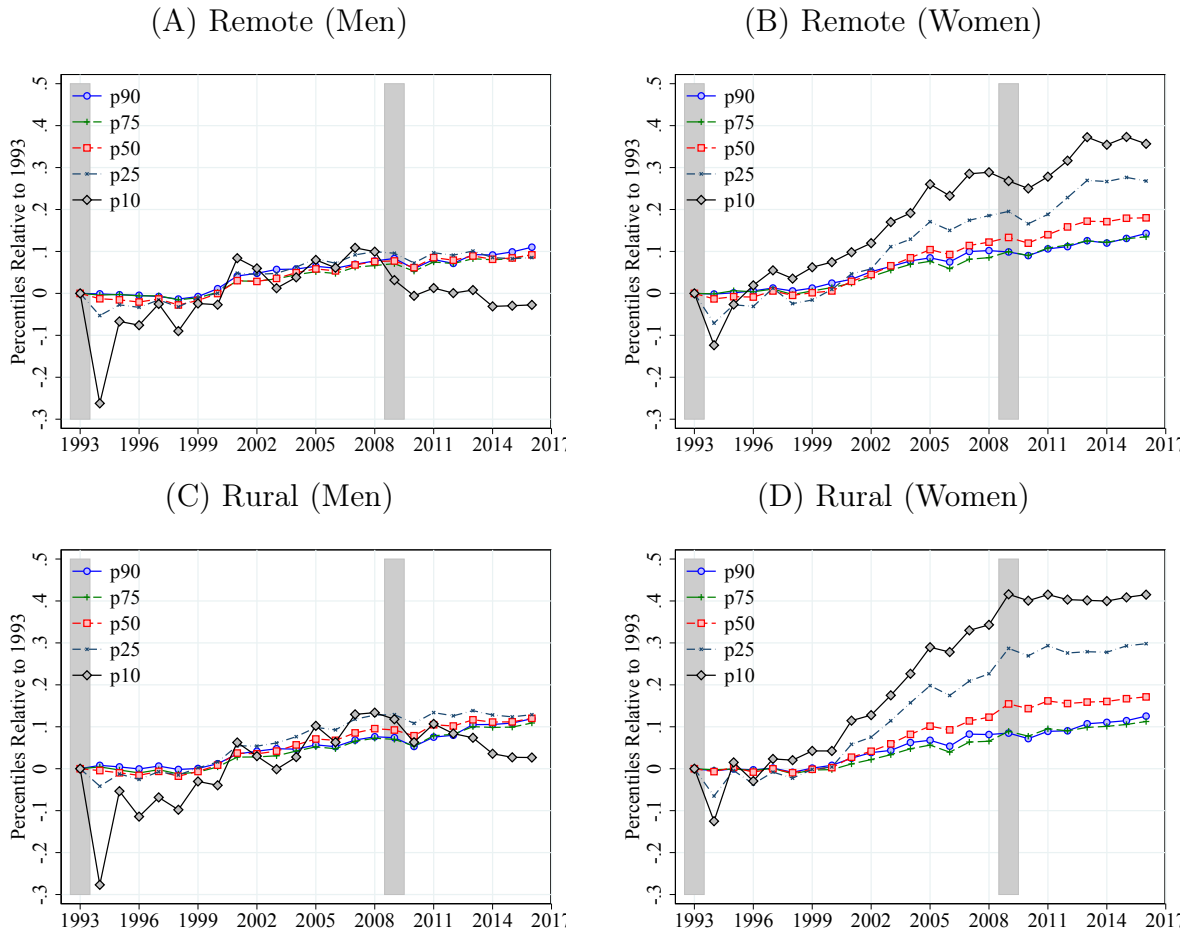 (A) Remote (Men)
Percentiles Relative to 1993
.5
.4
.3
.2
.1
0
-.1
-.2
-.3
p90
p75
p50
p25
p10
1993 1996 1999 2002 2005 2008 2011 2014 2017
(B) Remote (Women)
Percentiles Relative to 1993
.5
.4
.3
.2
.1
0
-.1
-.2
-.3
p90
p75
p50
p25
p10
1993 1996 1999 2002 2005 2008 2011 2014 2017
(C) Rural (Men)
Percentiles Relative to 1993
.5
.4
.3
.2
.1
0
-.1
-.2
-.3
p90
p75
p50
p25
p10
1993 1996 1999 2002 2005 2008 2011 2014 2017
(D) Rural (Women)
Percentiles Relative to 1993
.5
.4
.3
.2
.1
0
-.1
-.2
-.3
p90
p75
p50
p25
p10
1993 1996 1999 2002 2005 2008 2011 2014 2017